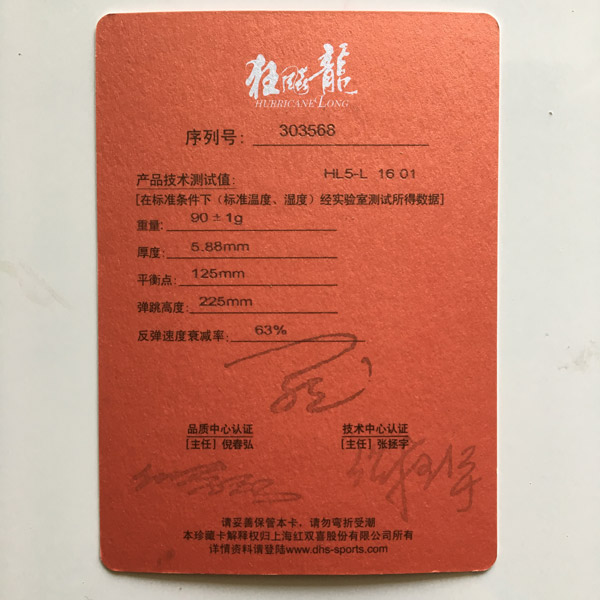 狂飚龍
HURRICANE LONG
序列号: 303568
产品技术测试值: HL5-L 16 01
[在标准条件下(标准温度、湿度)经实验室测试所得数据]
重量: 90±1g
厚度: 5.88mm
平衡点: 125mm
弹跳高度: 225mm
反弹速度衰减率: 63%
品质中心认证 技术中心认证
[主任] 倪春弘 [主任] 张拯宇
请妥善保管本卡、请勿弯折受潮
本珍藏卡解释权归上海红双喜股份有限公司所有
详情资料请登陆www.dhs-sports.com